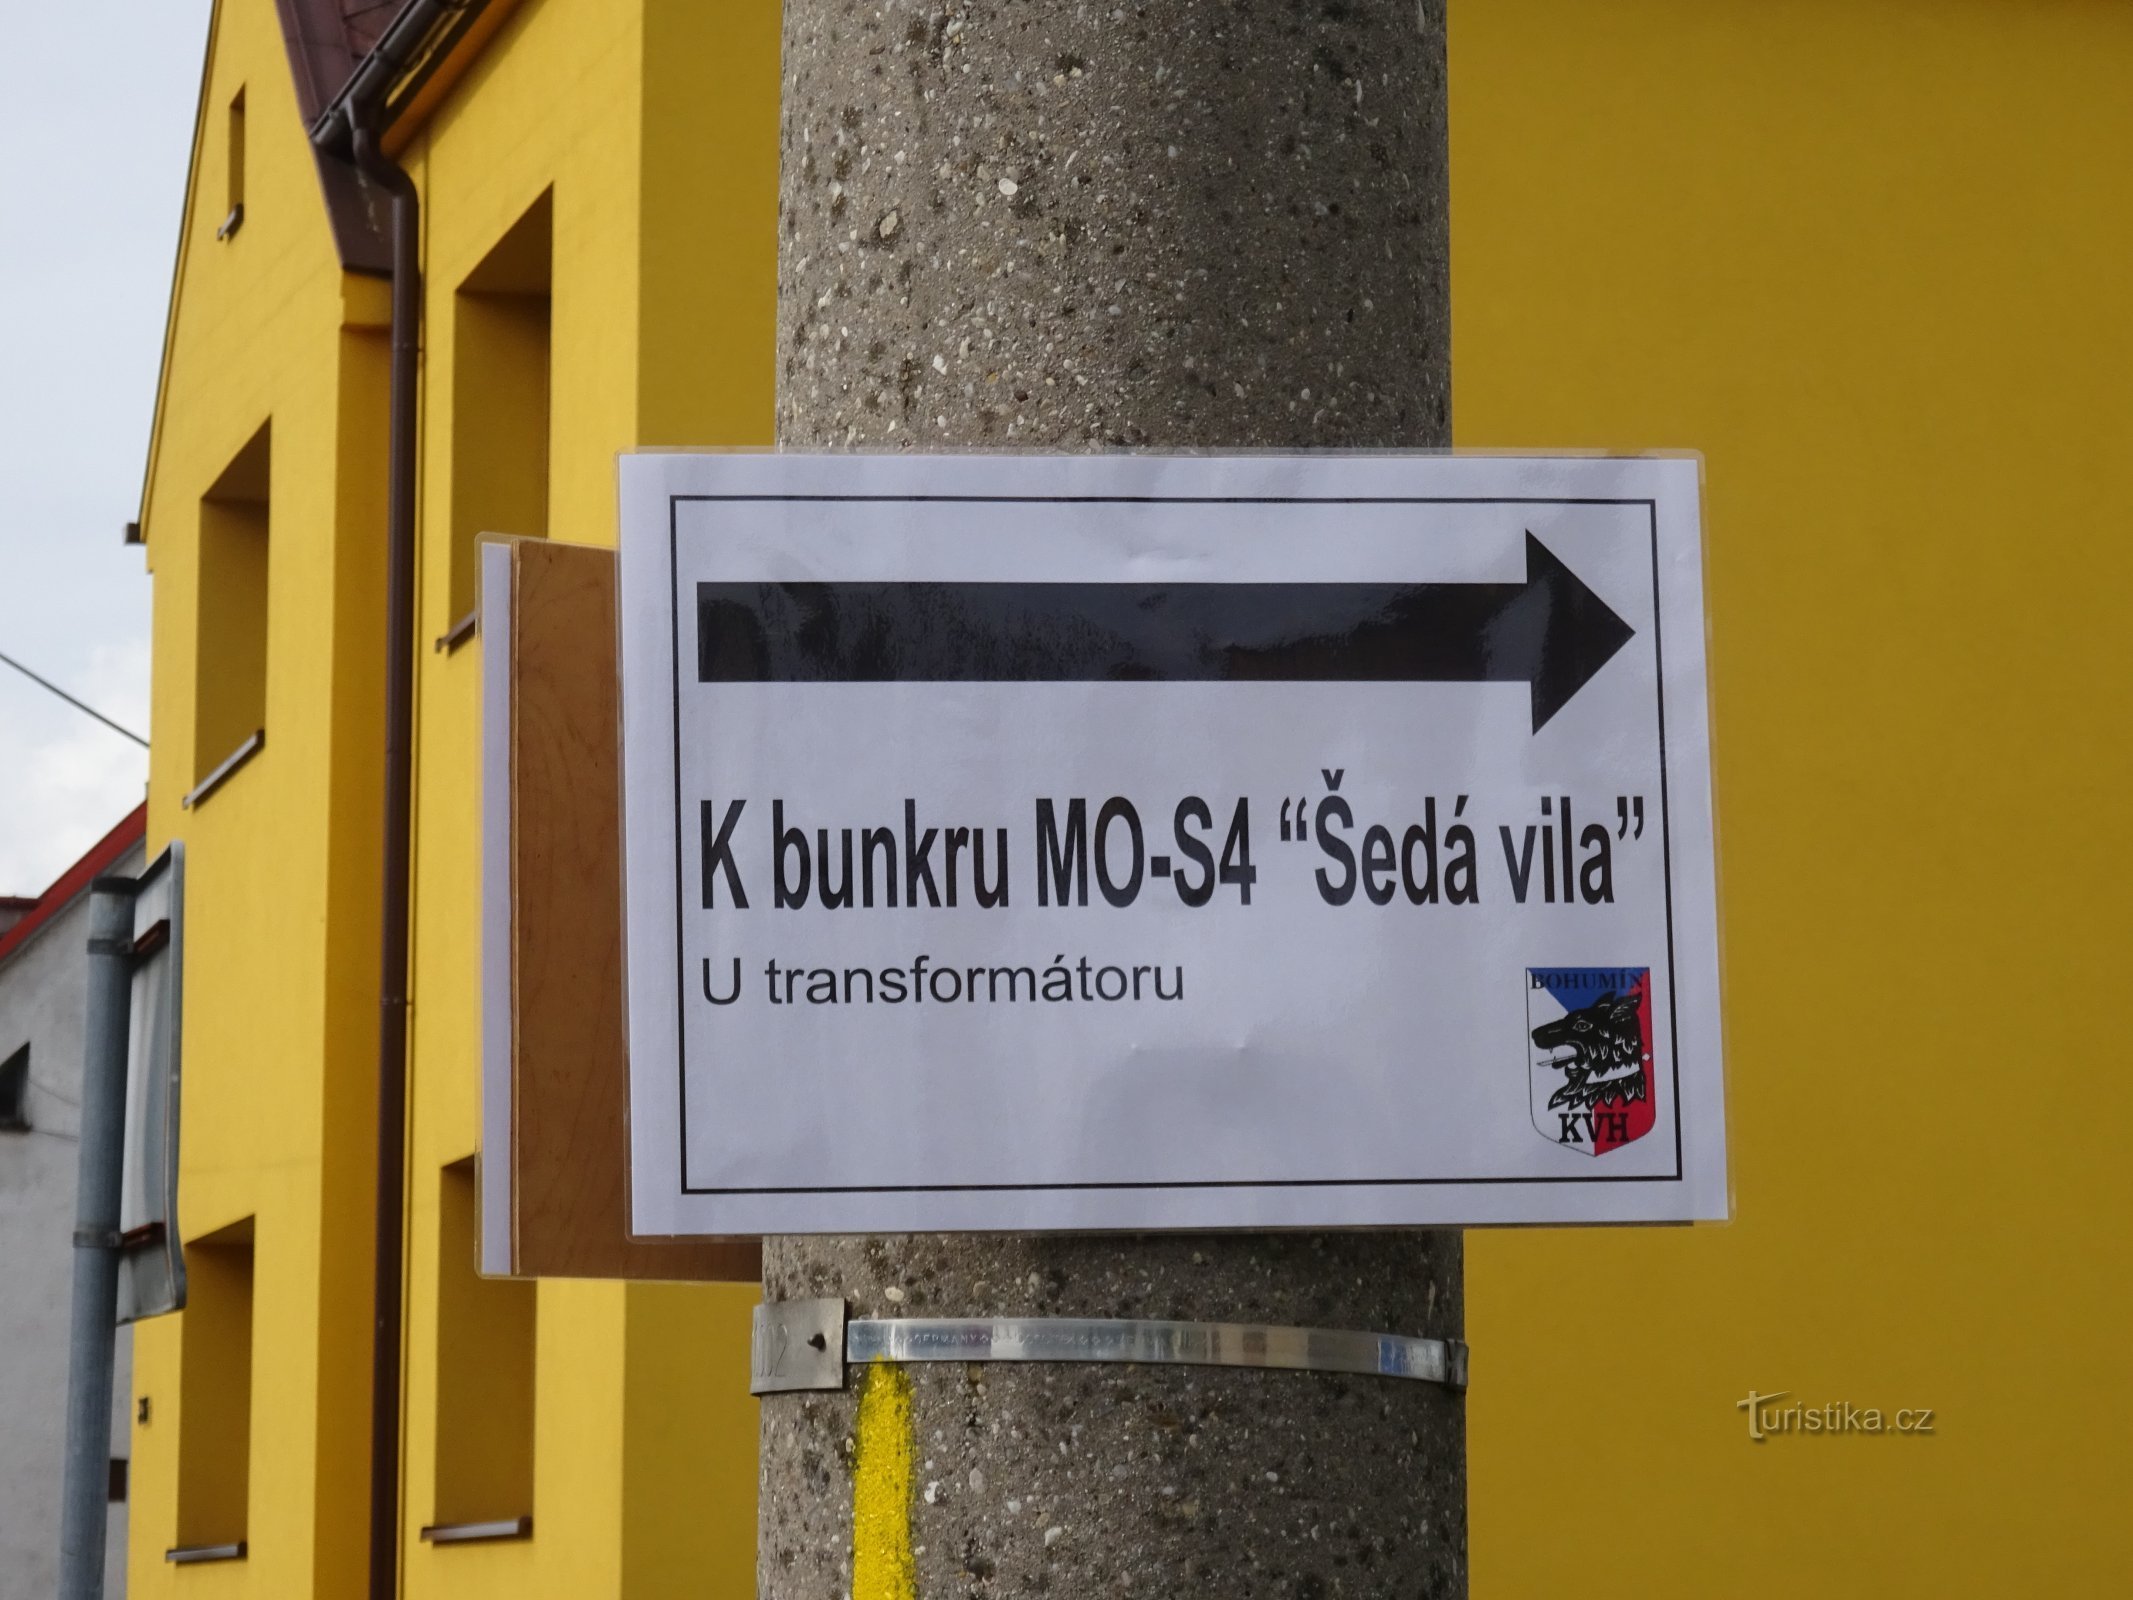 K bunkru MO-S4 “Šedá vila”
U transformátoru
BOHUMÍN
KVH
Turistika.cz